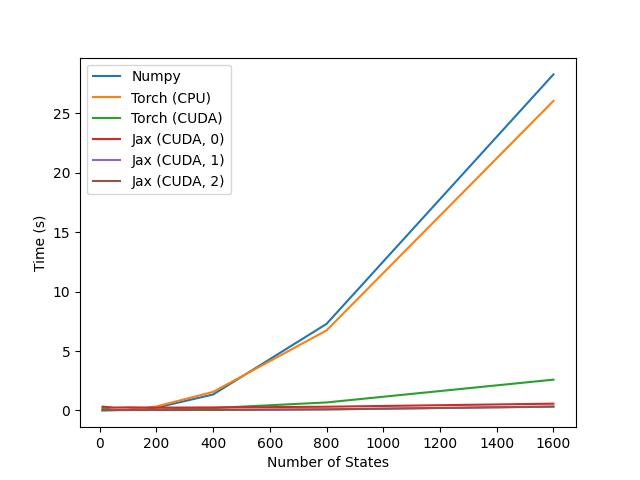 Numpy
Torch (CPU)
Torch (CUDA)
Jax (CUDA, 0)
Jax (CUDA, 1)
Jax (CUDA, 2)
25
20
15
10
5
0
Time (s)
0 200 400 600 800 1000 1200 1400 1600
Number of States